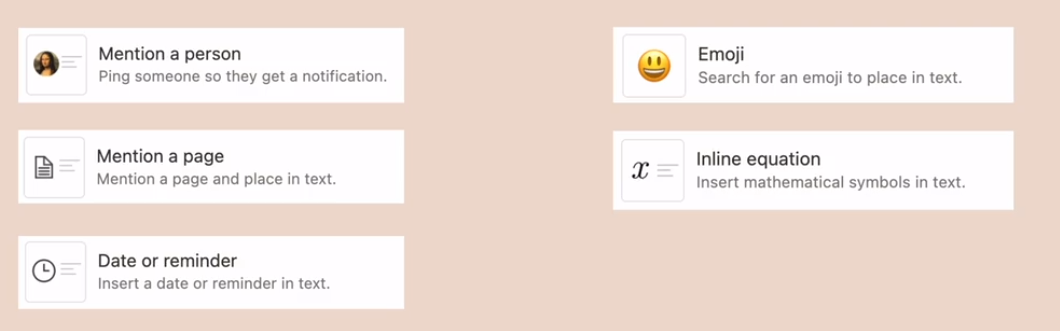 Mention a person
Ping someone so they get a notification.
Mention a page
Mention a page and place in text.
Date or reminder
Insert a date or reminder in text.
Emoji
Search for an emoji to place in text.
x
Inline equation
Insert mathematical symbols in text.